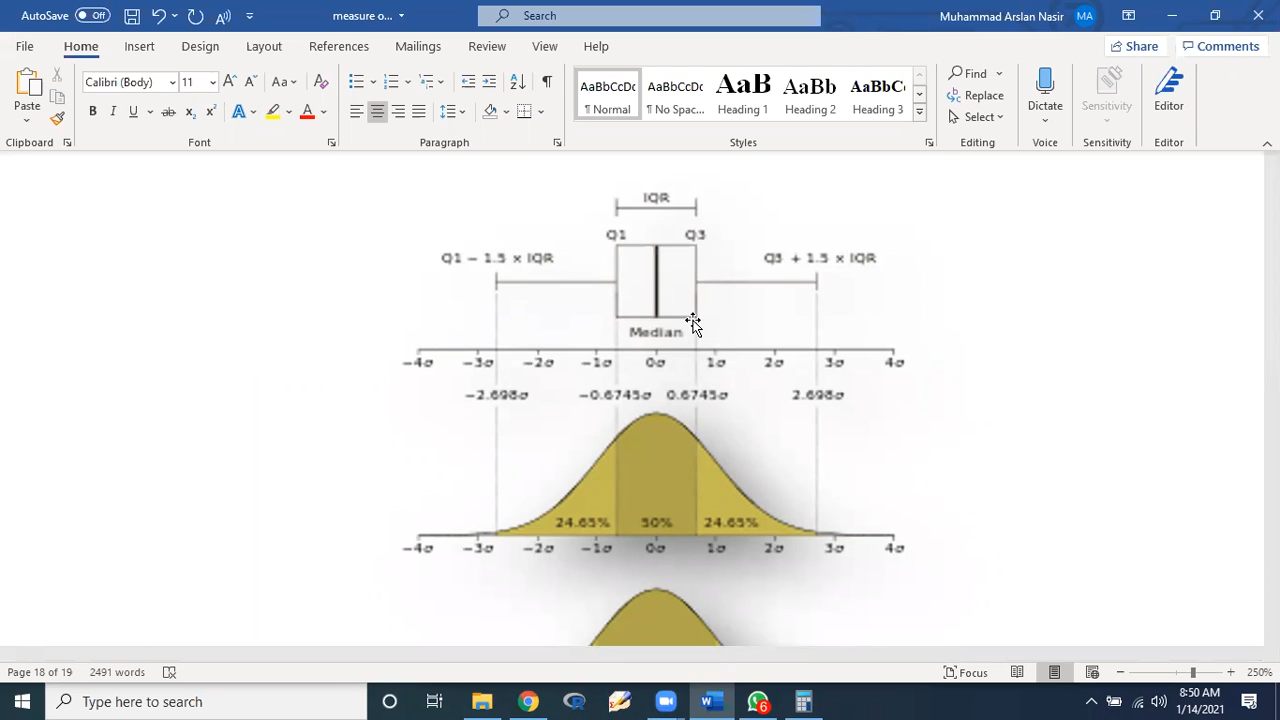 AutoSave Off measure o... Search Muhammad Arslan Nasir MA
File Home Insert Design Layout References Mailings Review View Help Share Comments
Paste
Calibri (Body) 11 A A Aa A
B I U ab x₂ x² A A
AaBbCcDc AaBbCcDc AaB AaBb AaBbC
¶ Normal ¶ No Spac... Heading 1 Heading 2 Heading 3
Find
Replace
Select
Dictate Sensitivity Editor
Clipboard Font Paragraph Styles Editing Voice Sensitivity Editor
IQR
Q1 Q3
Q1 − 1.5 × IQR Q3 + 1.5 × IQR
Median
−4σ −3σ −2σ −1σ 0σ 1σ 2σ 3σ 4σ
−2.698σ −0.6745σ 0.6745σ 2.698σ
24.65% 50% 24.65%
−4σ −3σ −2σ −1σ 0σ 1σ 2σ 3σ 4σ
Page 18 of 19 2491 words Focus 250%
Type here to search 6 8:50 AM
1/14/2021